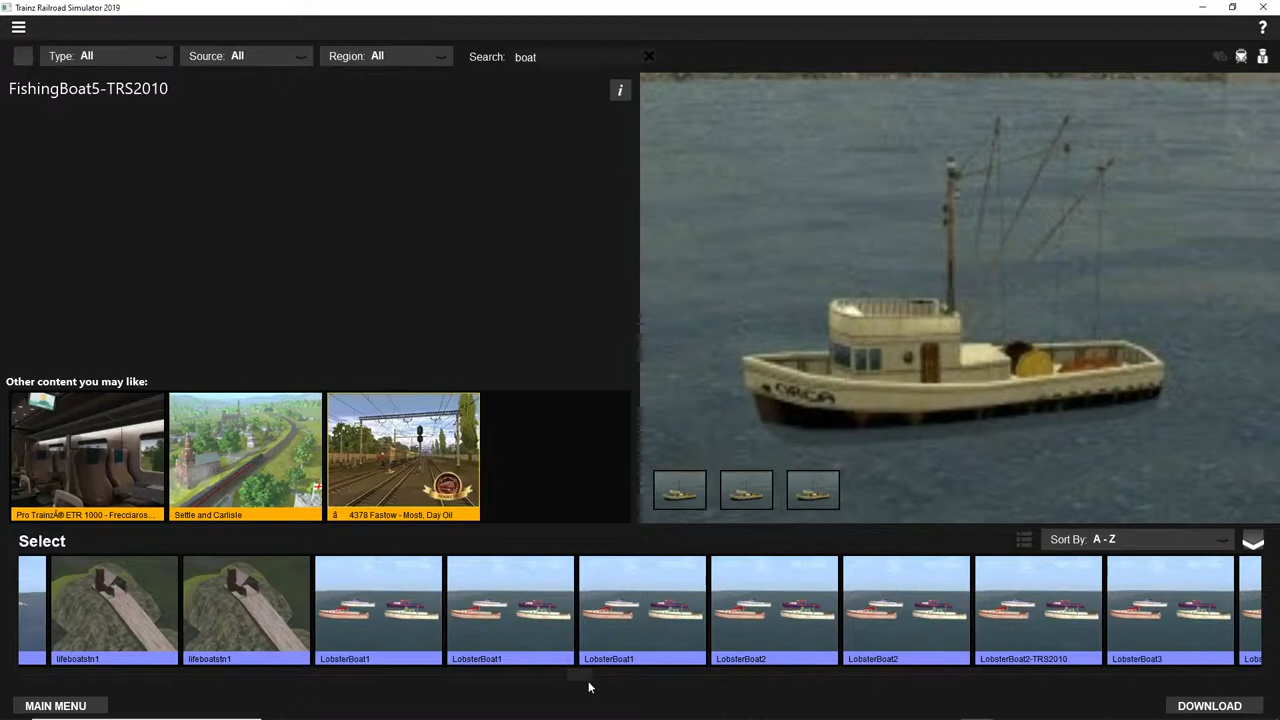 Trainz Railroad Simulator 2019
?
Type: All
Source: All
Region: All
Search: boat
FishingBoat5-TRS2010
i
ORCA
Other content you may like:
Pro Trainz® ETR 1000 - Frecciaros...
Settle and Carlisle
4378 Fastow - Mosti, Day Oil
Select
Sort By: A - Z
lifeboatstn1
lifeboatstn1
LobsterBoat1
LobsterBoat1
LobsterBoat1
LobsterBoat2
LobsterBoat2
LobsterBoat2-TRS2010
LobsterBoat3
Lobs
MAIN MENU
DOWNLOAD